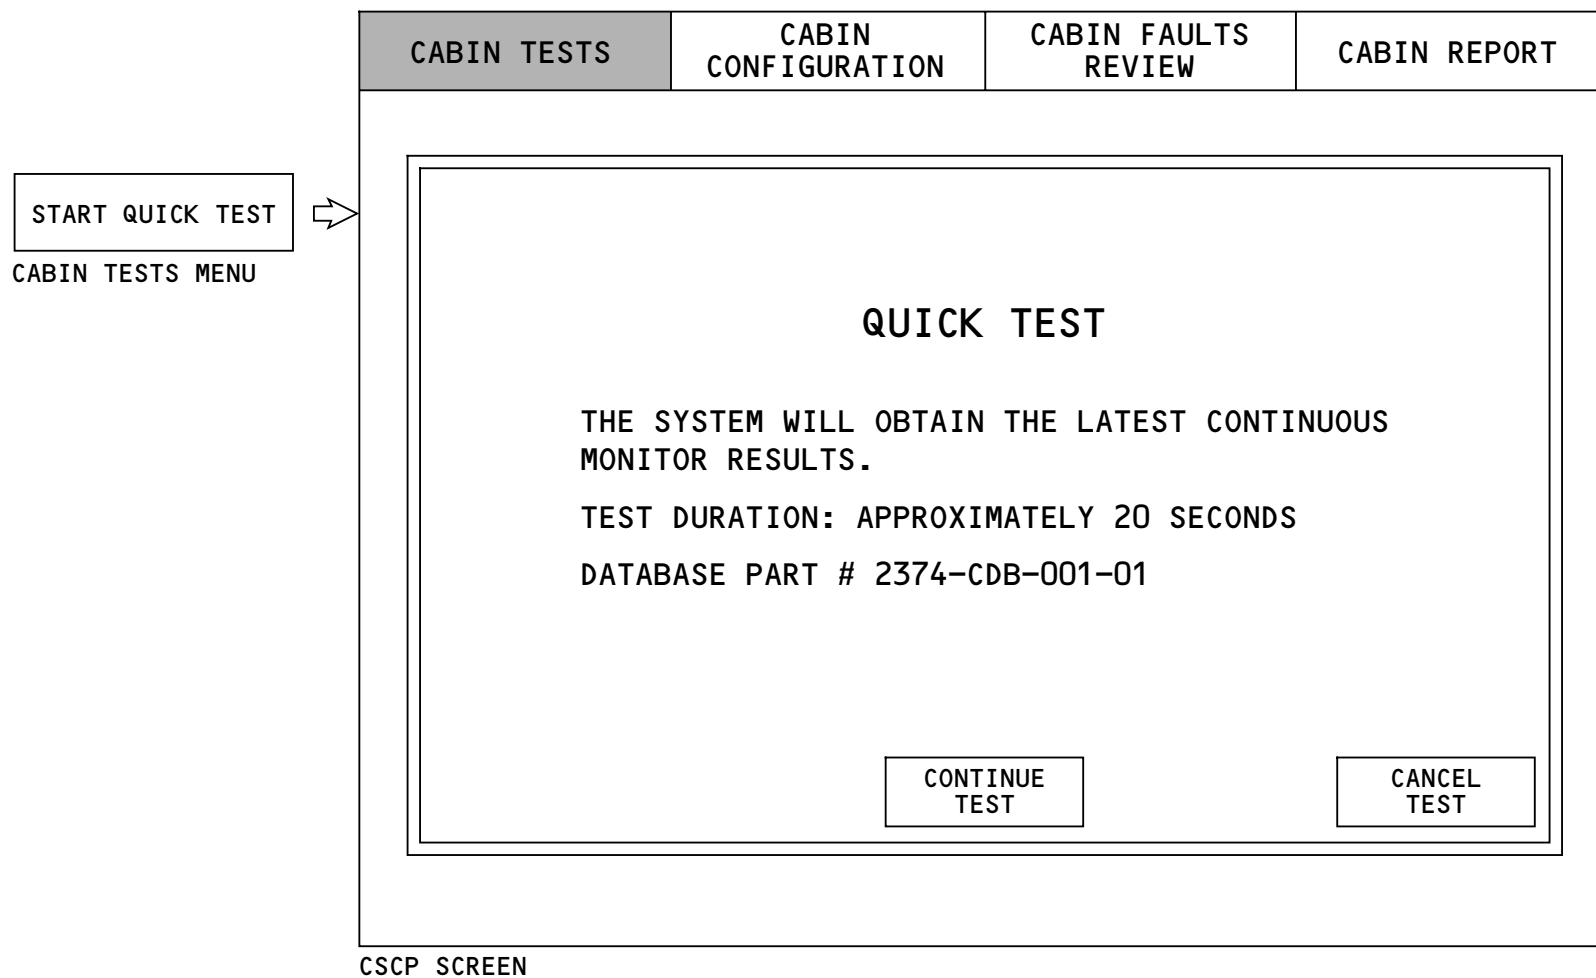 CABIN TESTS
CABIN
CONFIGURATION
CABIN FAULTS
REVIEW
CABIN REPORT
START QUICK TEST
CABIN TESTS MENU
QUICK TEST
THE SYSTEM WILL OBTAIN THE LATEST CONTINUOUS
MONITOR RESULTS.
TEST DURATION: APPROXIMATELY 20 SECONDS
DATABASE PART # 2374-CDB-001-01
CONTINUE
TEST
CANCEL
TEST
CSCP SCREEN